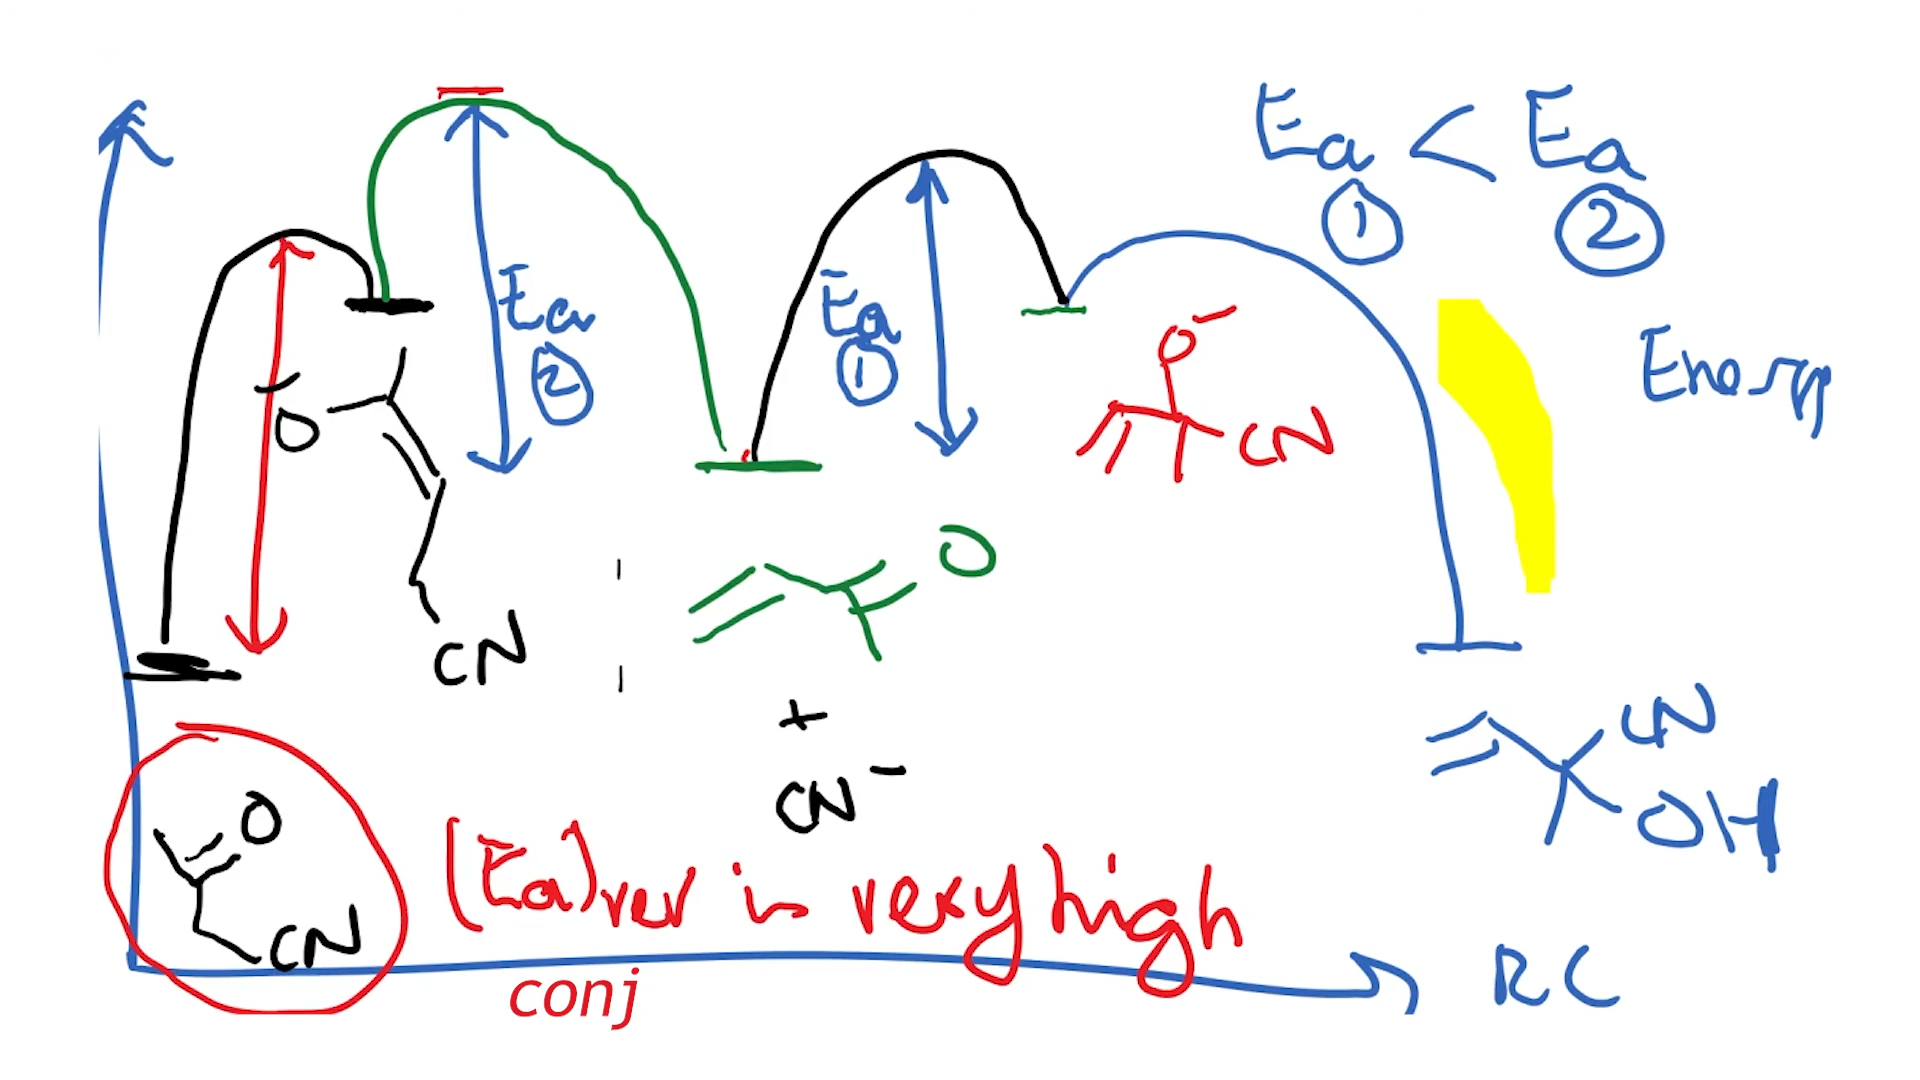 Ea < Ea
① ②
Ea
②
Ea
①
Energy
O⁻
CN
⁻O
CN
O
+
CN⁻
CN
OH
O
CN
(Ea)rev is very high
conj
RC